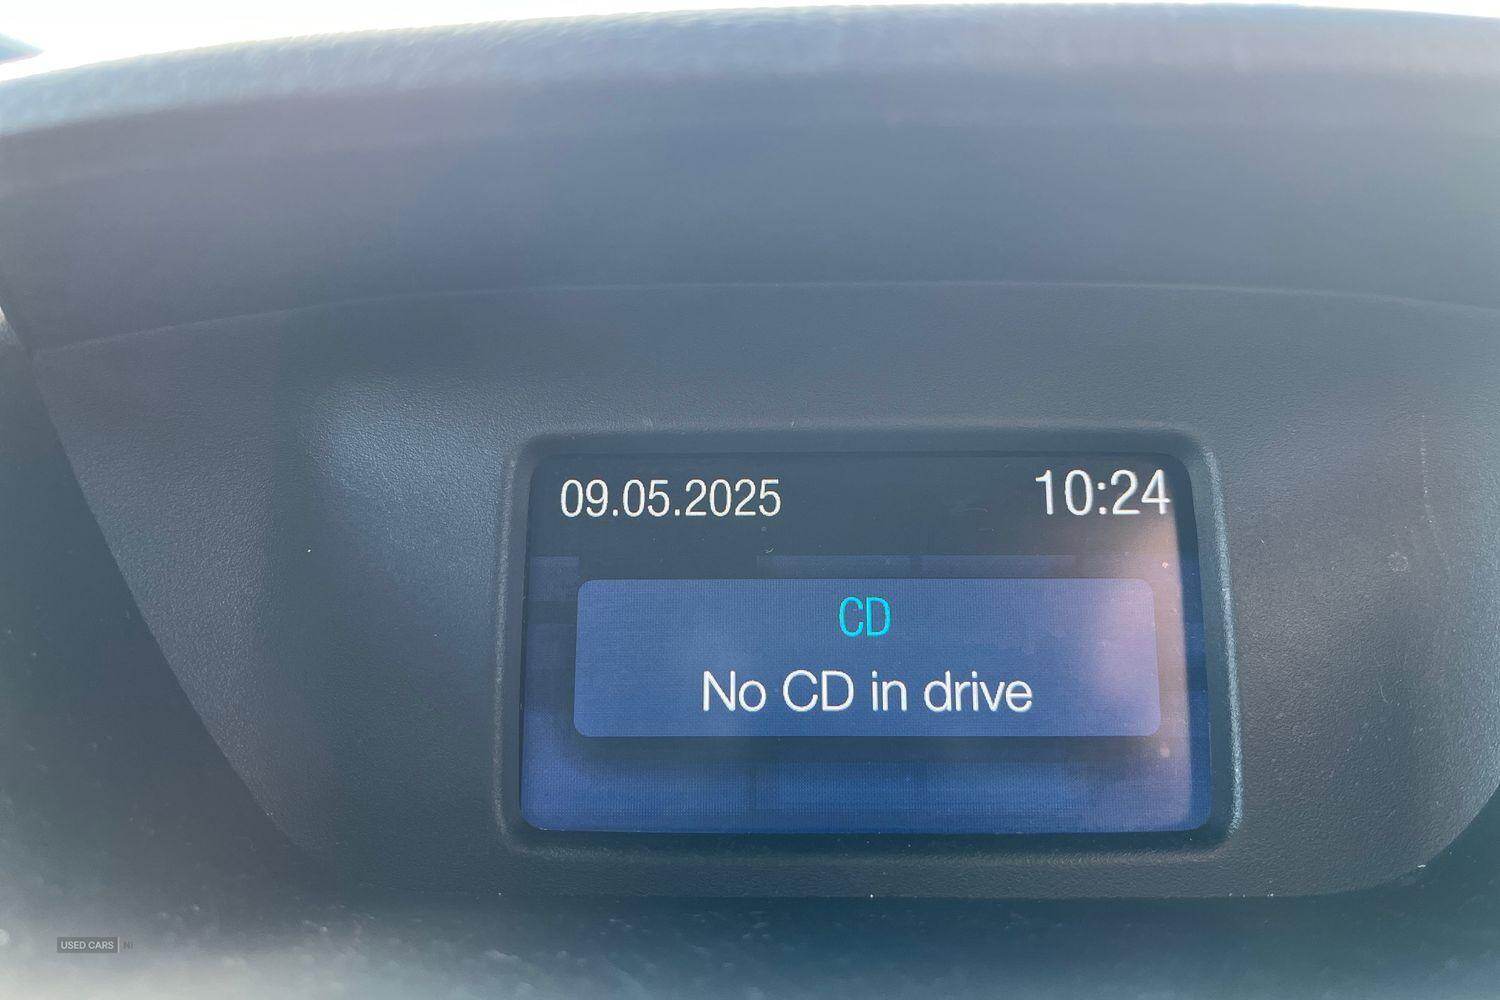 09.05.2025 10:24
CD
No CD in drive
USED CARS NI